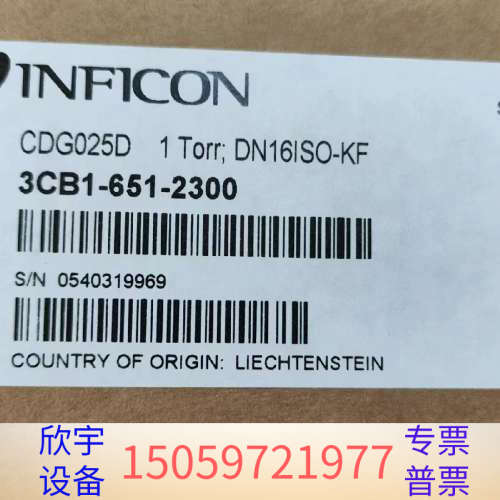 INFICON
CDG025D 1 Torr; DN16ISO-KF
3CB1-651-2300
S/N 0540319969
COUNTRY OF ORIGIN: LIECHTENSTEIN
欣宇 设备
15059721977
专票 普票